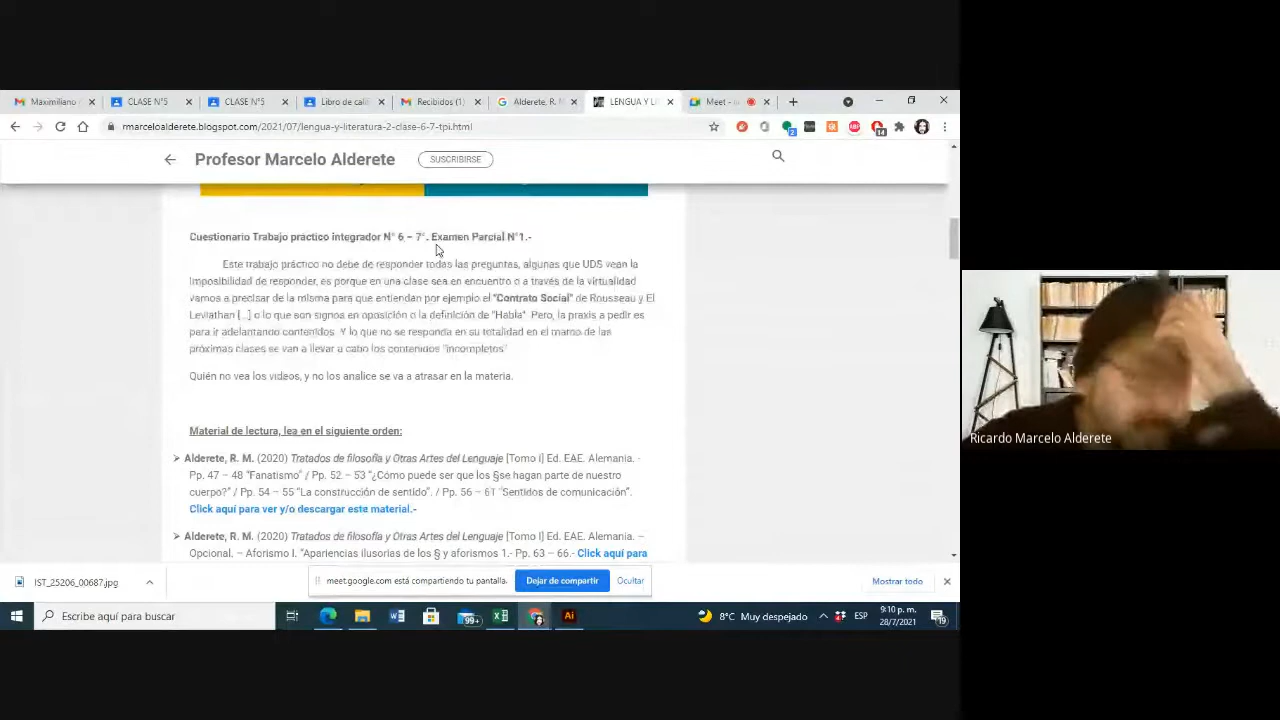 Maximiliano
CLASE N°5
CLASE N°5
Libro de cali
Recibidos (1)
Alderete, R. M
LENGUA Y LI
Meet -
rmarceloalderete.blogspot.com/2021/07/lengua-y-literatura-2-clase-6-7-tpi.html
2
14
Profesor Marcelo Alderete
SUSCRIBIRSE
Cuestionario Trabajo práctico integrador N° 6 – 7°. Examen Parcial N°1.-
Este trabajo práctico no debe de responder todas las preguntas, algunas que UDS vean la
imposibilidad de responder, es porque en una clase sea en encuentro o a través de la virtualidad
vamos a precisar de la misma para que entiendan por ejemplo el "Contrato Social" de Rousseau y El
Leviathan [...] o lo que son signos en oposición o la definición de "Habla". Pero, la praxis a pedir es
para ir adelantando contenidos. Y lo que no se responda en su totalidad en el marco de las
próximas clases se van a llevar a cabo los contenidos "incompletos"
Quién no vea los videos, y no los analice se va a atrasar en la materia.
Material de lectura, lea en el siguiente orden:
➤ Alderete, R. M. (2020) Tratados de filosofía y Otras Artes del Lenguaje [Tomo I] Ed. EAE. Alemania. -
Pp. 47 – 48 "Fanatismo" / Pp. 52 – 53 "¿Cómo puede ser que los §se hagan parte de nuestro
cuerpo?" / Pp. 54 – 55 "La construcción de sentido". / Pp. 56 – 61 "Sentidos de comunicación".
Click aquí para ver y/o descargar este material.-
➤ Alderete, R. M. (2020) Tratados de filosofía y Otras Artes del Lenguaje [Tomo I] Ed. EAE. Alemania. –
Opcional. – Aforismo I. "Apariencias ilusorias de los § y aforismos 1.- Pp. 63 – 66.- Click aquí para
Ricardo Marcelo Alderete
IST_25206_00687.jpg
meet.google.com está compartiendo tu pantalla.
Dejar de compartir
Ocultar
Mostrar todo
Escribe aquí para buscar
99+
Ai
8°C Muy despejado
ESP
9:10 p. m.
28/7/2021
19